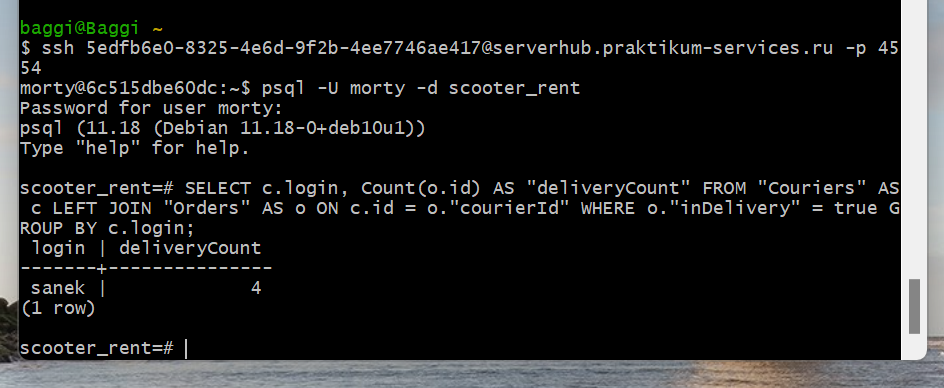 baggi@Baggi ~
$ ssh 5edfb6e0-8325-4e6d-9f2b-4ee7746ae417@serverhub.praktikum-services.ru -p 45
54
morty@6c515dbe60dc:~$ psql -U morty -d scooter_rent
Password for user morty:
psql (11.18 (Debian 11.18-0+deb10u1))
Type "help" for help.

scooter_rent=# SELECT c.login, Count(o.id) AS "deliveryCount" FROM "Couriers" AS
 c LEFT JOIN "Orders" AS o ON c.id = o."courierId" WHERE o."inDelivery" = true G
ROUP BY c.login;
 login | deliveryCount
-------+---------------
 sanek |             4
(1 row)

scooter_rent=#